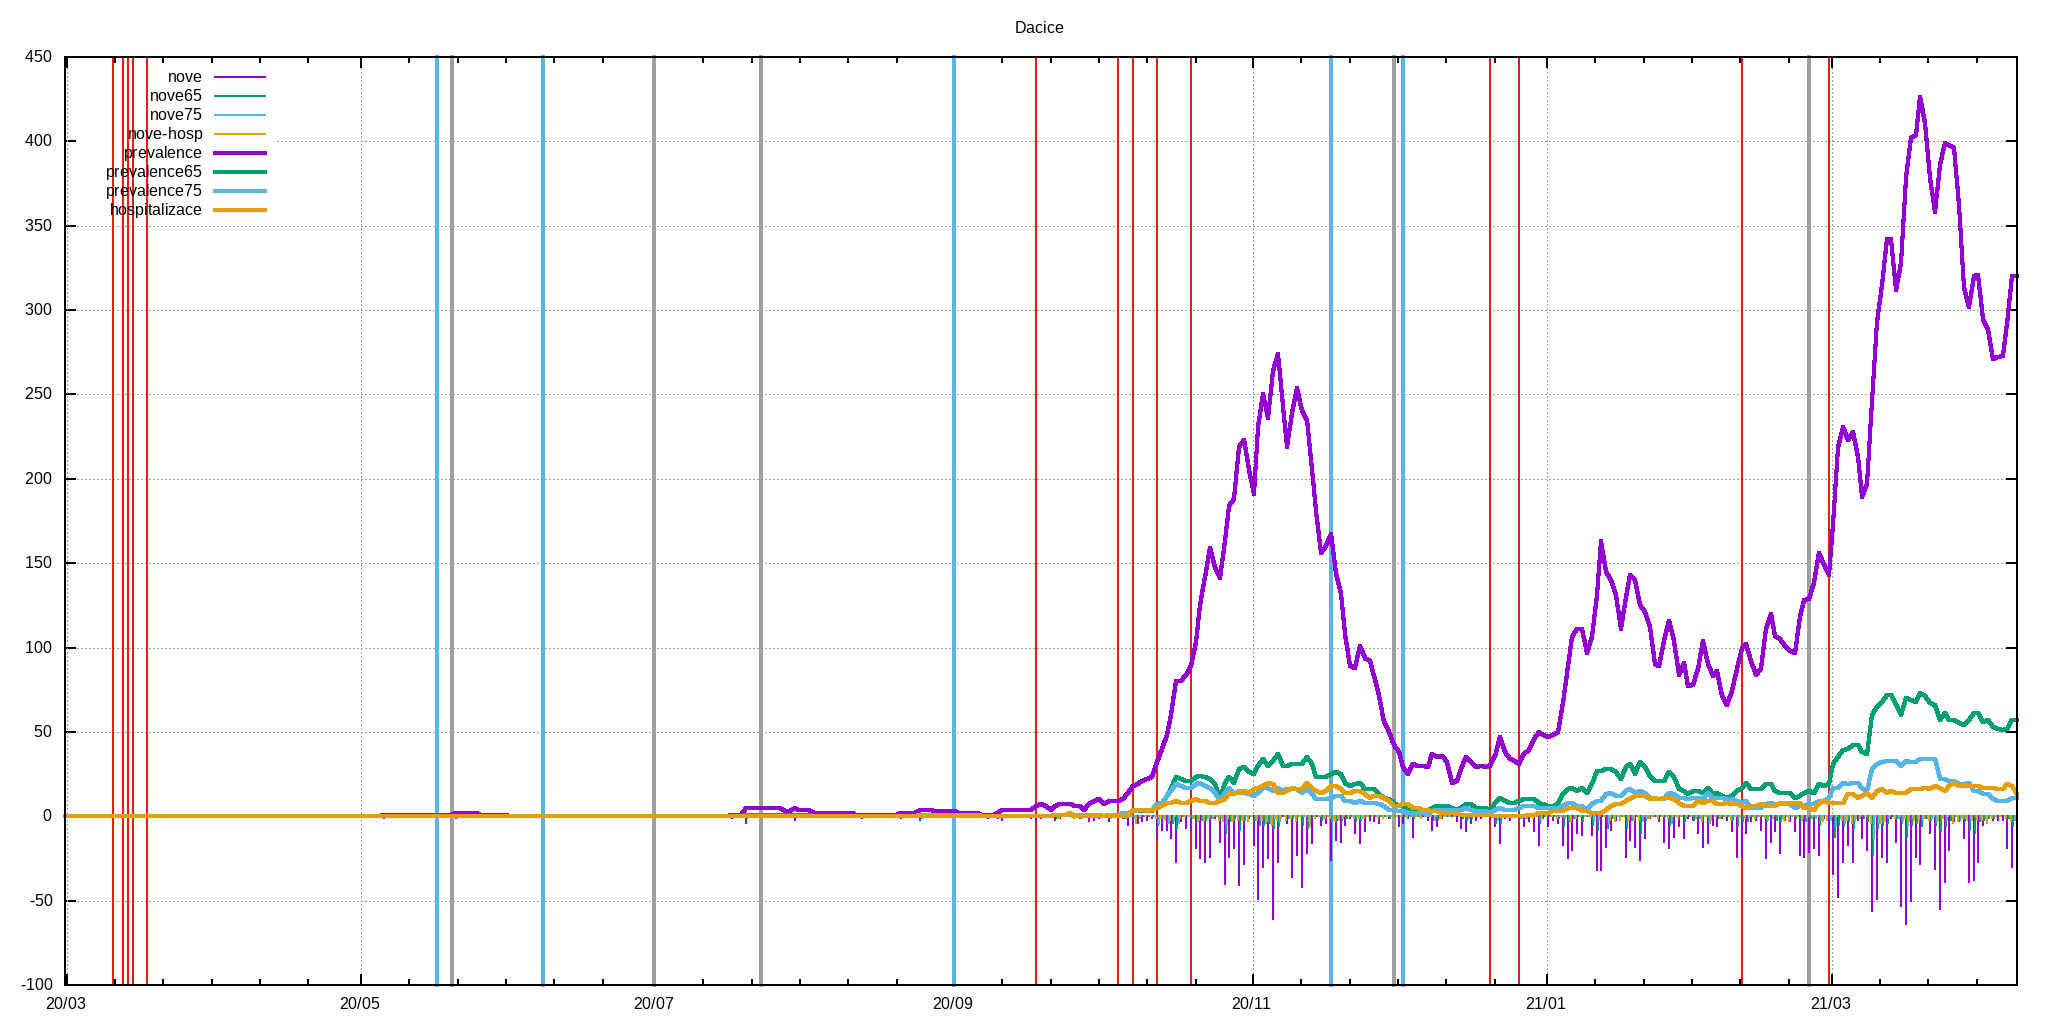 Dacice
450
400
350
300
250
200
150
100
50
0
-50
-100
nove
nove65
nove75
nove-hosp
prevalence
prevalence65
prevalence75
hospitalizace
20/03 20/05 20/07 20/09 20/11 21/01 21/03